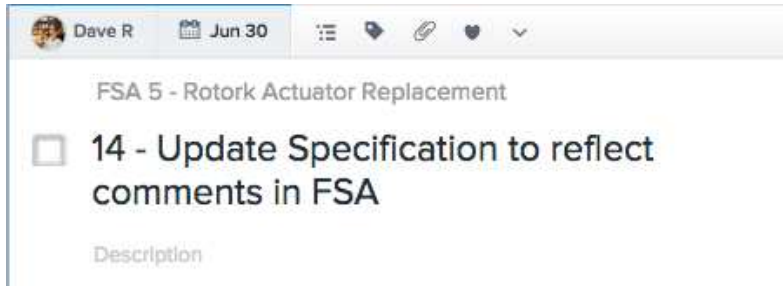 Dave R Jun 30
FSA 5 - Rotork Actuator Replacement
14 - Update Specification to reflect
comments in FSA
Description